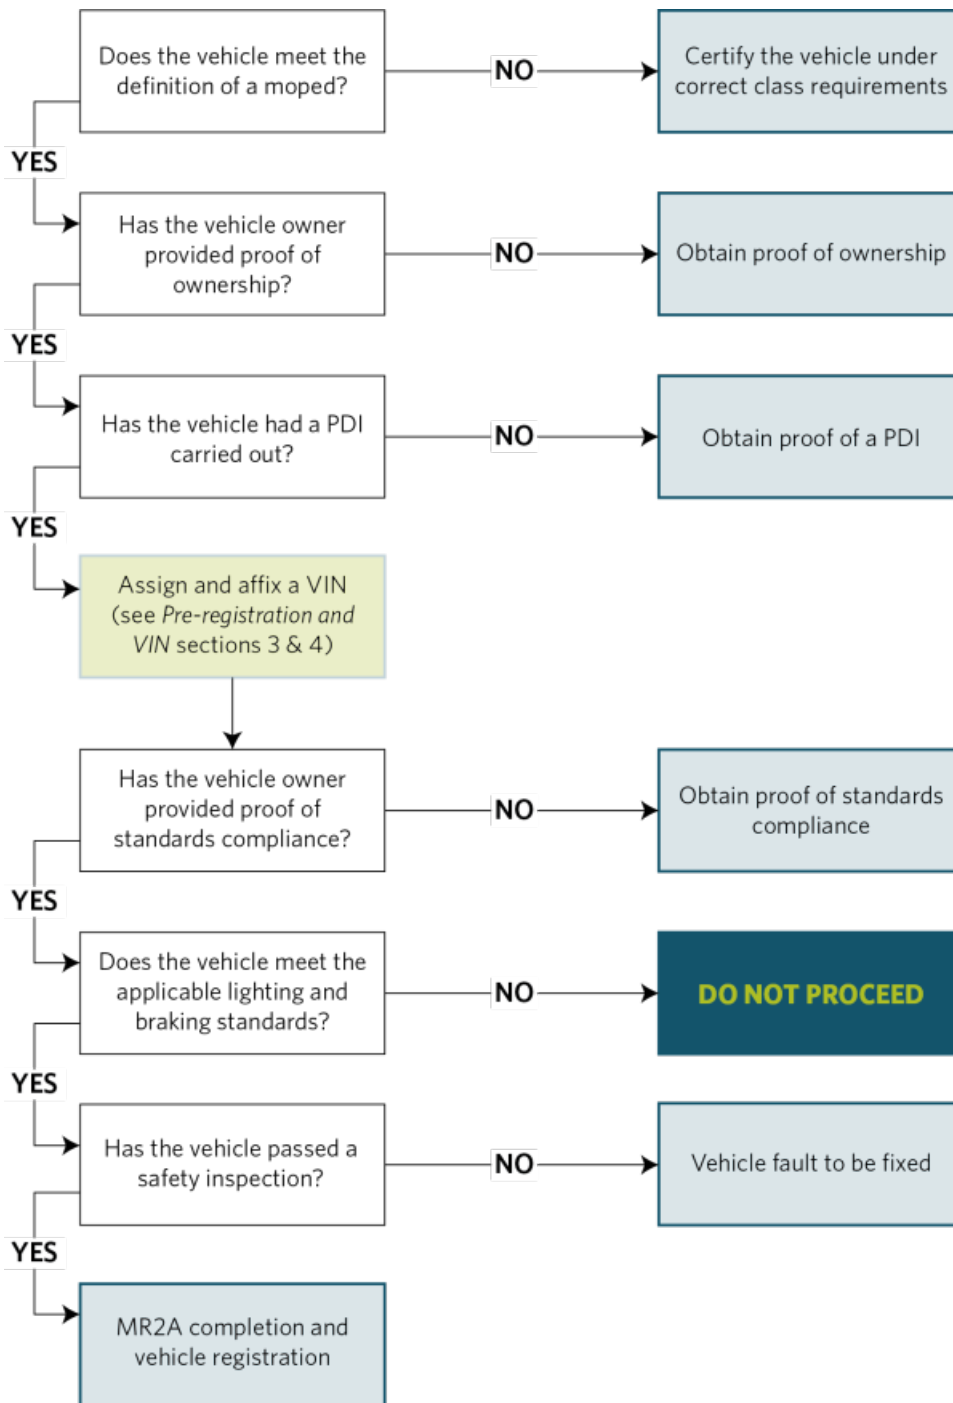 Does the vehicle meet the
definition of a moped?
NO
Certify the vehicle under
correct class requirements
YES
Has the vehicle owner
provided proof of
ownership?
NO
Obtain proof of ownership
YES
Has the vehicle had a PDI
carried out?
NO
Obtain proof of a PDI
YES
Assign and affix a VIN
(see Pre-registration and
VIN sections 3 & 4)
Has the vehicle owner
provided proof of
standards compliance?
NO
Obtain proof of standards
compliance
YES
Does the vehicle meet the
applicable lighting and
braking standards?
NO
DO NOT PROCEED
YES
Has the vehicle passed a
safety inspection?
NO
Vehicle fault to be fixed
YES
MR2A completion and
vehicle registration